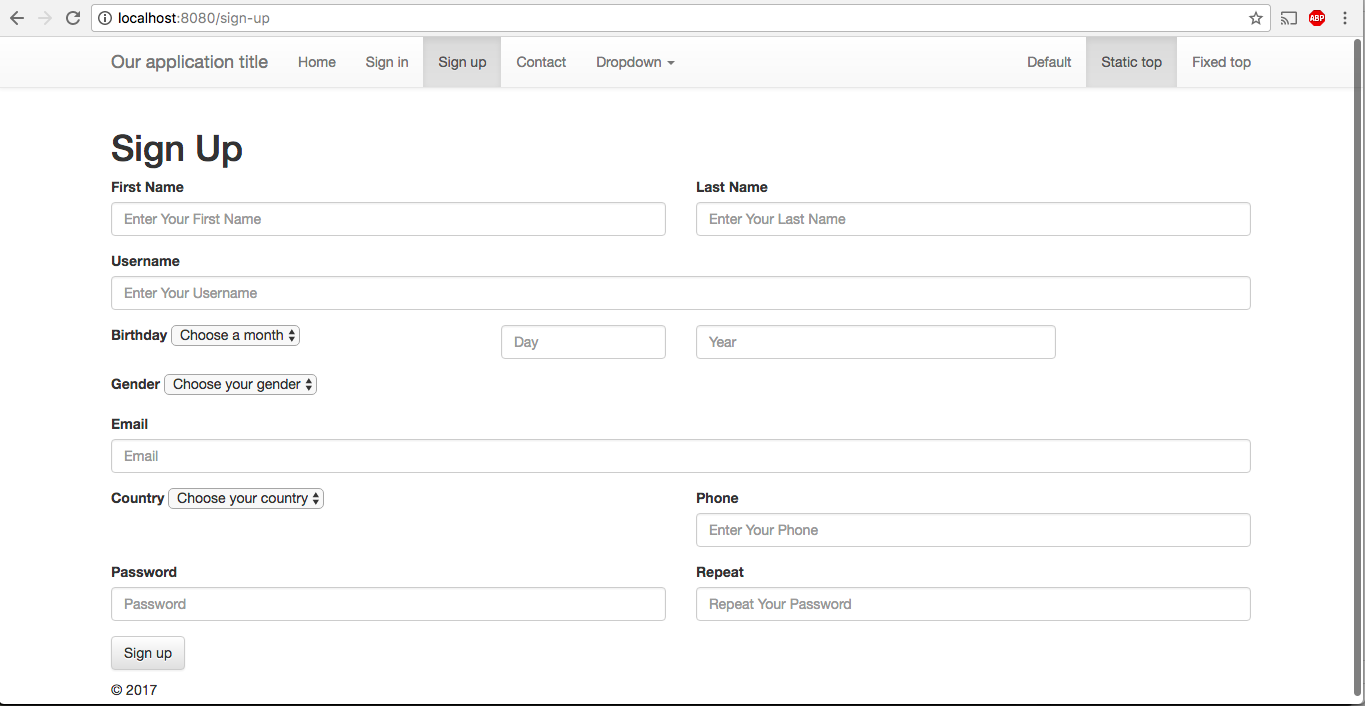 localhost:8080/sign-up
ABP
Our application title Home Sign in Sign up Contact Dropdown Default Static top Fixed top
Sign Up
First Name Last Name
Enter Your First Name Enter Your Last Name
Username
Enter Your Username
Birthday Choose a month Day Year
Gender Choose your gender
Email
Email
Country Choose your country Phone
Enter Your Phone
Password Repeat
Password Repeat Your Password
Sign up
© 2017